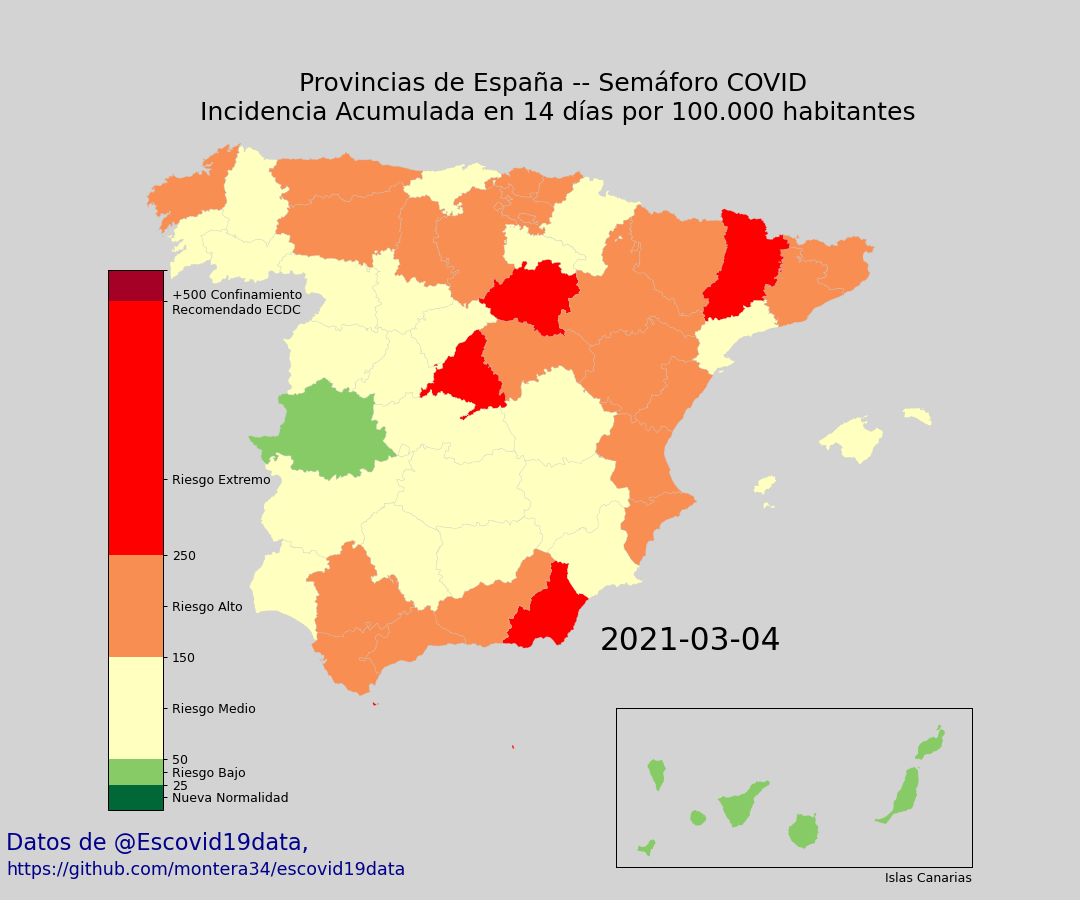 Provincias de España -- Semáforo COVID
Incidencia Acumulada en 14 días por 100.000 habitantes
+500 Confinamiento
Recomendado ECDC
Riesgo Extremo
250
Riesgo Alto
150
Riesgo Medio
50
Riesgo Bajo
25
Nueva Normalidad
2021-03-04
Islas Canarias
Datos de @Escovid19data,
https://github.com/montera34/escovid19data